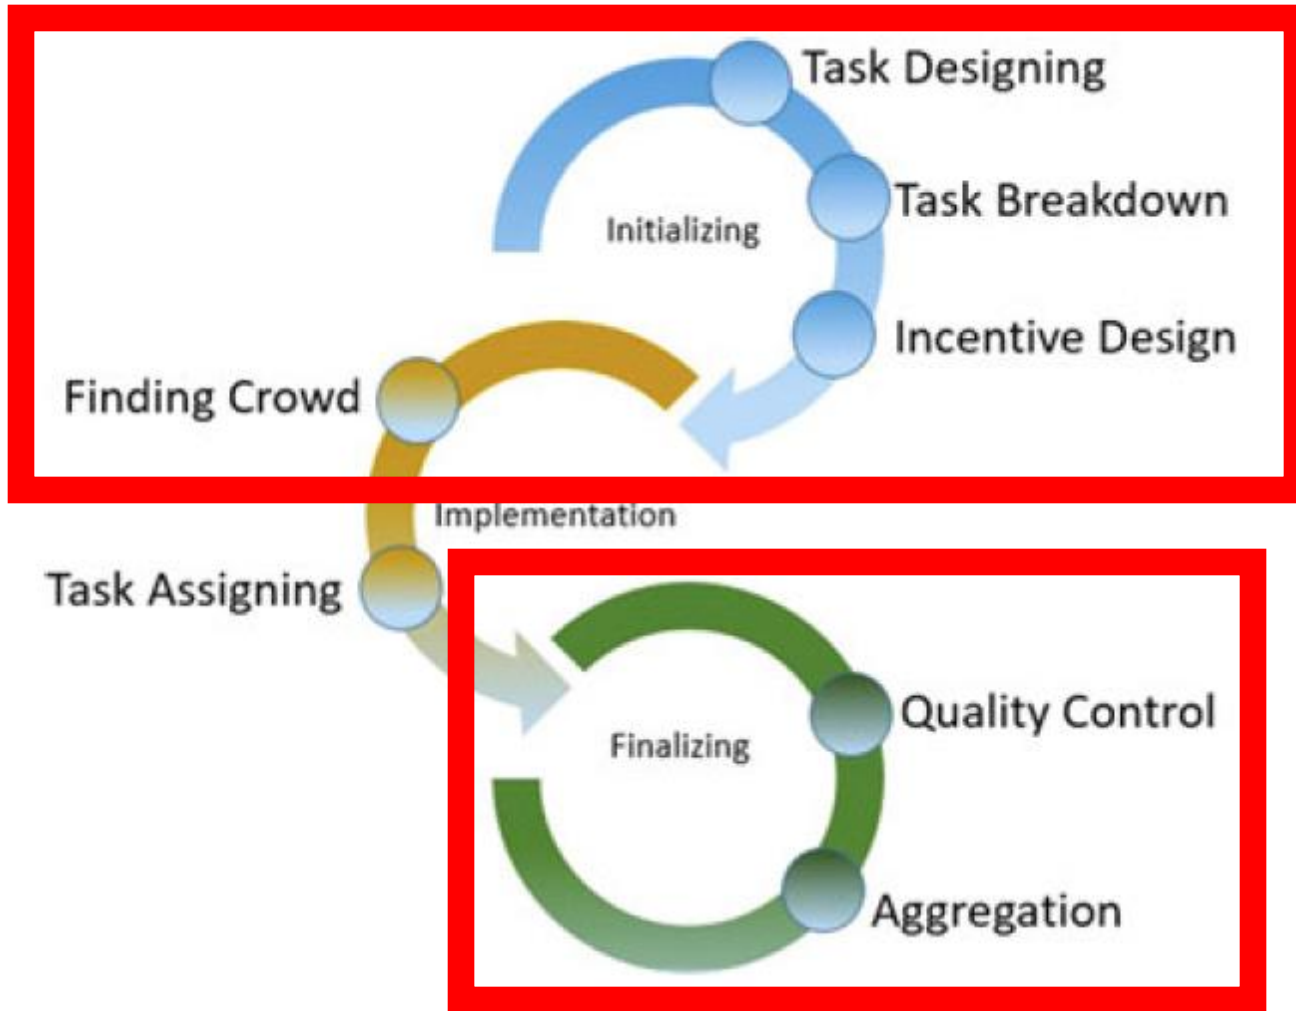 Task Designing
Task Breakdown
Initializing
Incentive Design
Finding Crowd
Implementation
Task Assigning
Quality Control
Finalizing
Aggregation